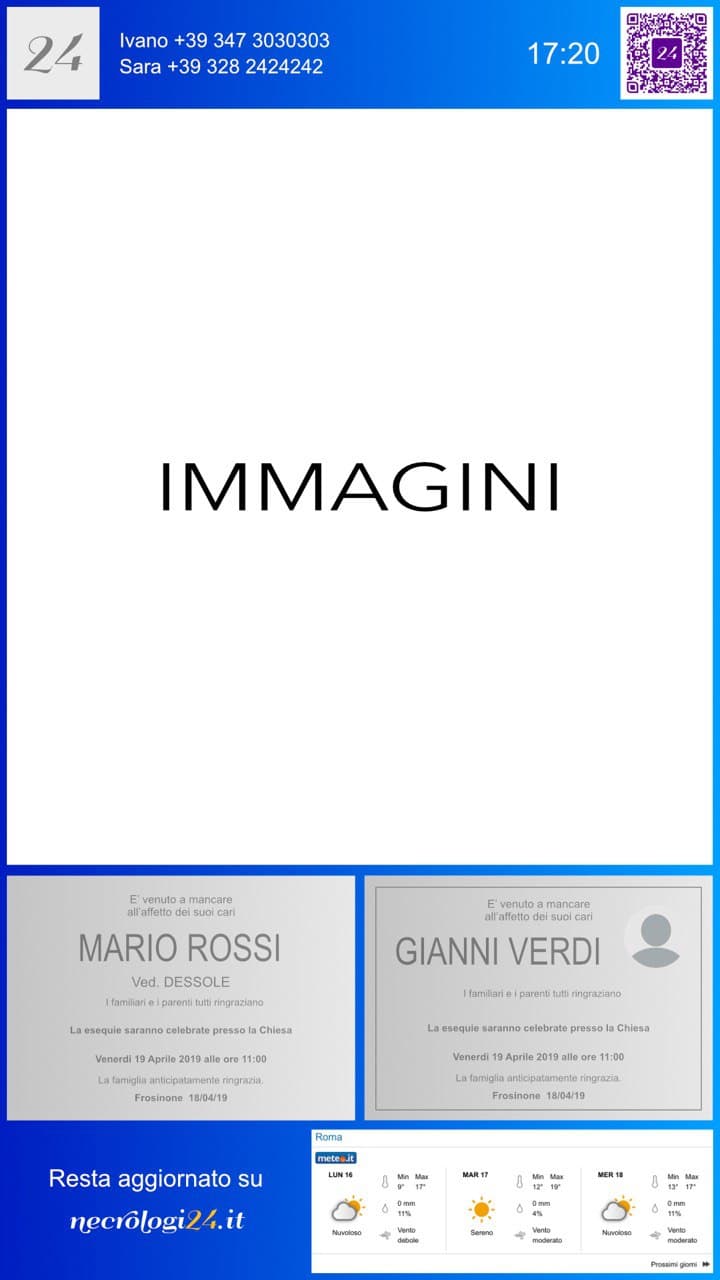 24
Ivano +39 347 3030303
Sara +39 328 2424242
17:20
24
IMMAGINI
E' venuto a mancare
all'affetto dei suoi cari
MARIO ROSSI
Ved. DESSOLE
I familiari e i parenti tutti ringraziano
La esequie saranno celebrate presso la Chiesa
Venerdì 19 Aprile 2019 alle ore 11:00
La famiglia anticipatamente ringrazia.
Frosinone 18/04/19
E' venuto a mancare
all'affetto dei suoi cari
GIANNI VERDI
I familiari e i parenti tutti ringraziano
La esequie saranno celebrate presso la Chiesa
Venerdì 19 Aprile 2019 alle ore 11:00
La famiglia anticipatamente ringrazia.
Frosinone 18/04/19
Resta aggiornato su
necrologi24.it
Roma
meteo.it
LUN 16
Min Max
9° 17°
0 mm
11%
Nuvoloso
Vento
debole
MAR 17
Min Max
12° 19°
0 mm
4%
Sereno
Vento
moderato
MER 18
Min Max
13° 17°
0 mm
11%
Nuvoloso
Vento
moderato
Prossimi giorni